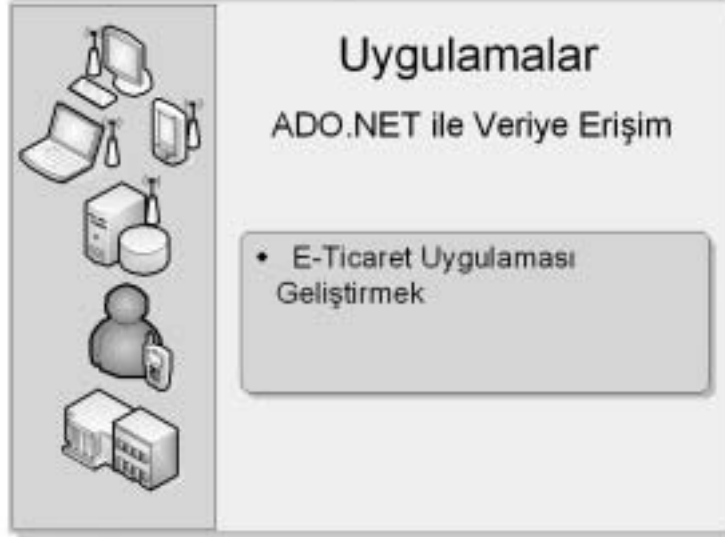 Uygulamalar
ADO.NET ile Veriye Erişim
• E-Ticaret Uygulaması
Geliştirmek